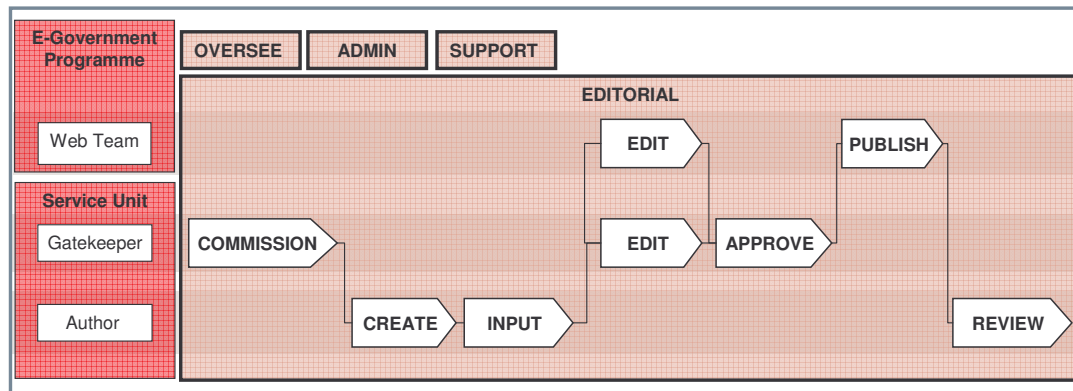 E-Government
Programme
OVERSEE
ADMIN
SUPPORT
EDITORIAL
Web Team
EDIT
PUBLISH
Service Unit
Gatekeeper
COMMISSION
EDIT
APPROVE
Author
CREATE
INPUT
REVIEW